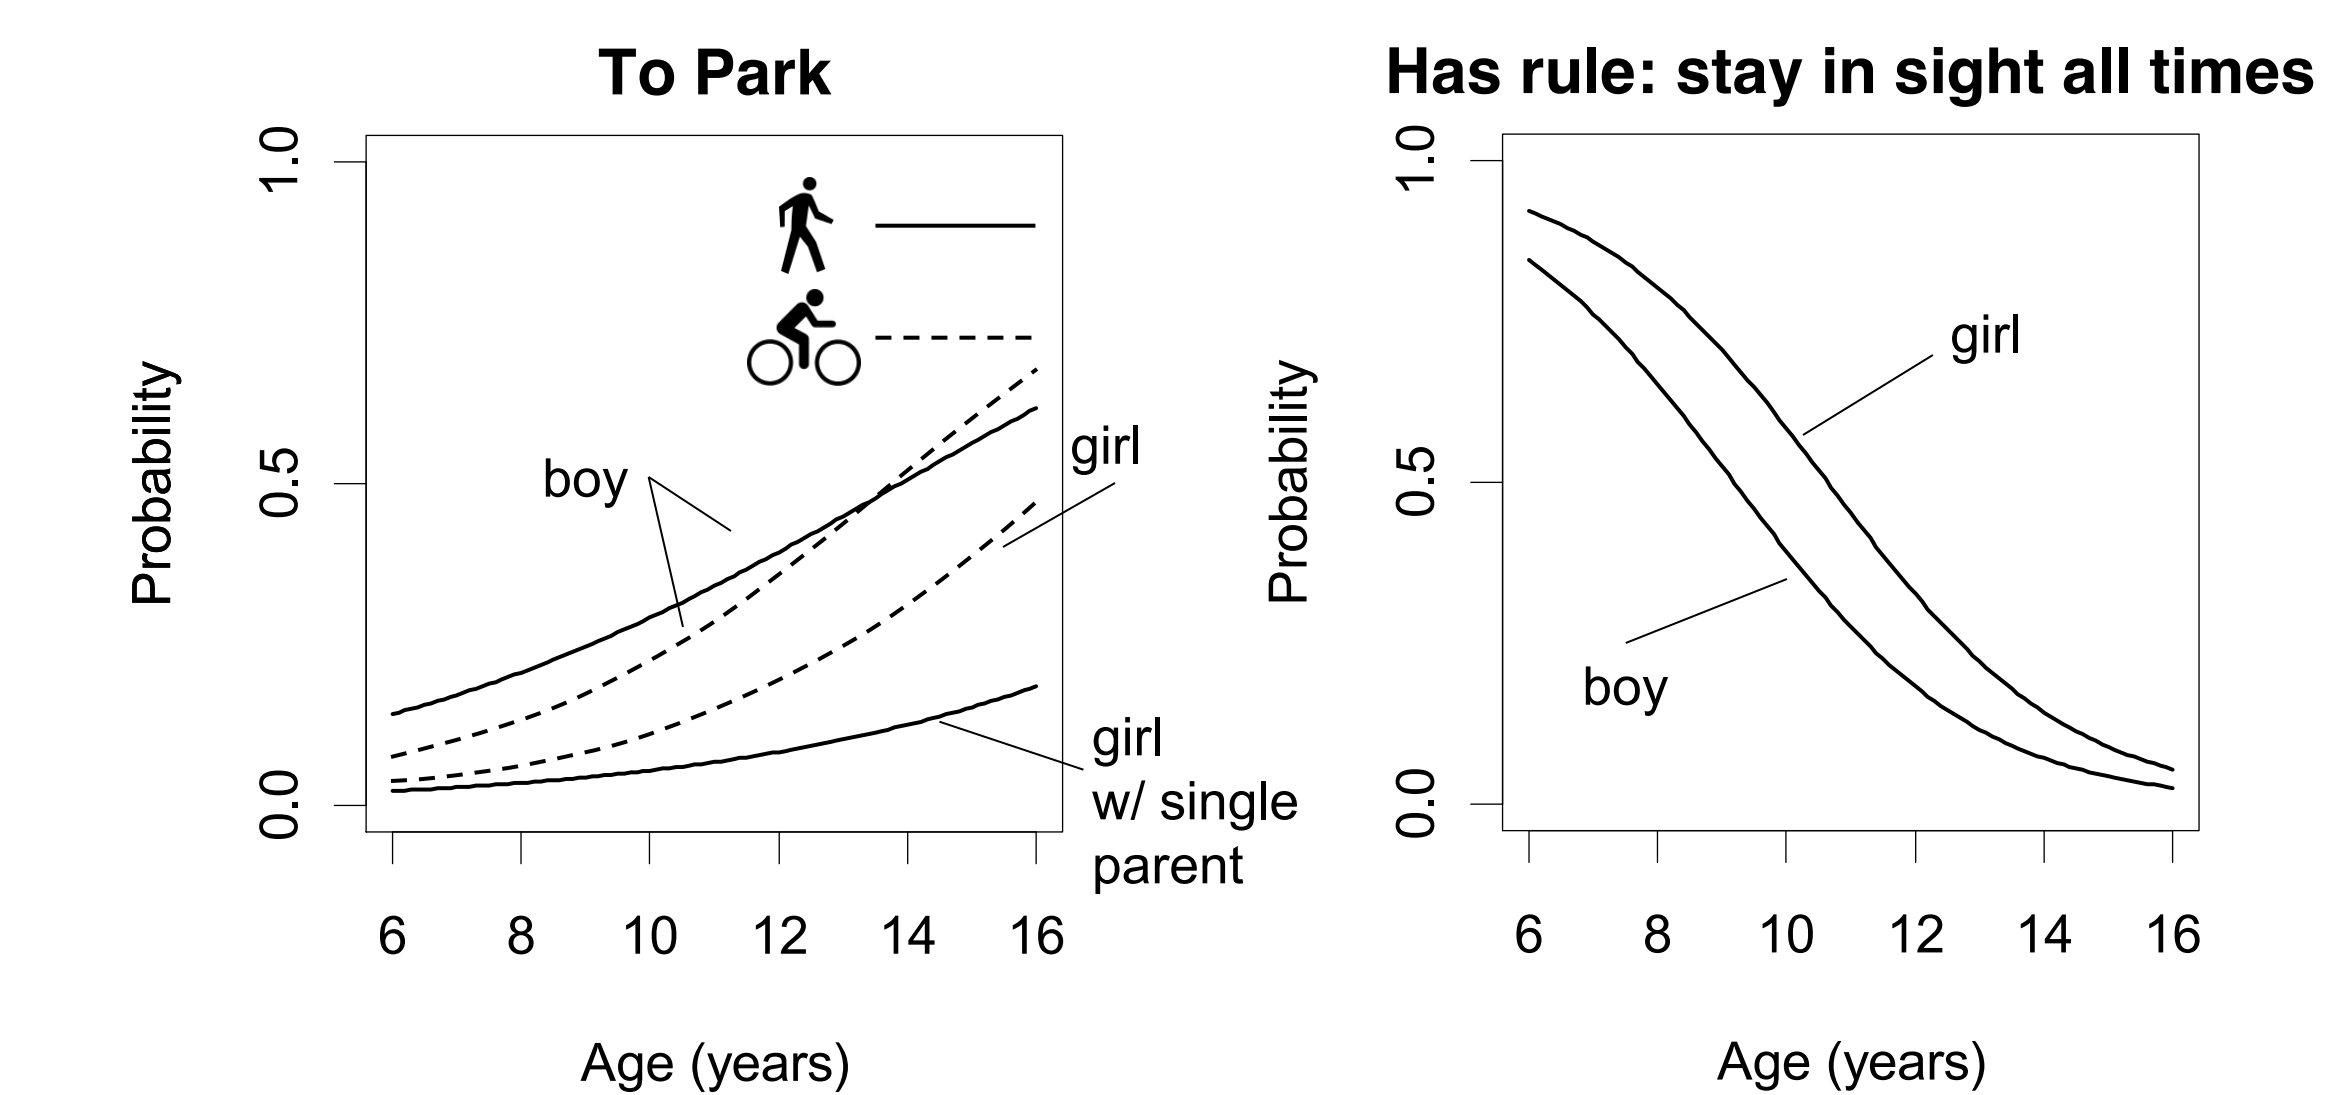 To Park
Probability
1.0
0.5
0.0
boy
girl
girl
w/ single
parent
6 8 10 12 14 16
Age (years)
Has rule: stay in sight all times
Probability
1.0
0.5
0.0
girl
boy
6 8 10 12 14 16
Age (years)